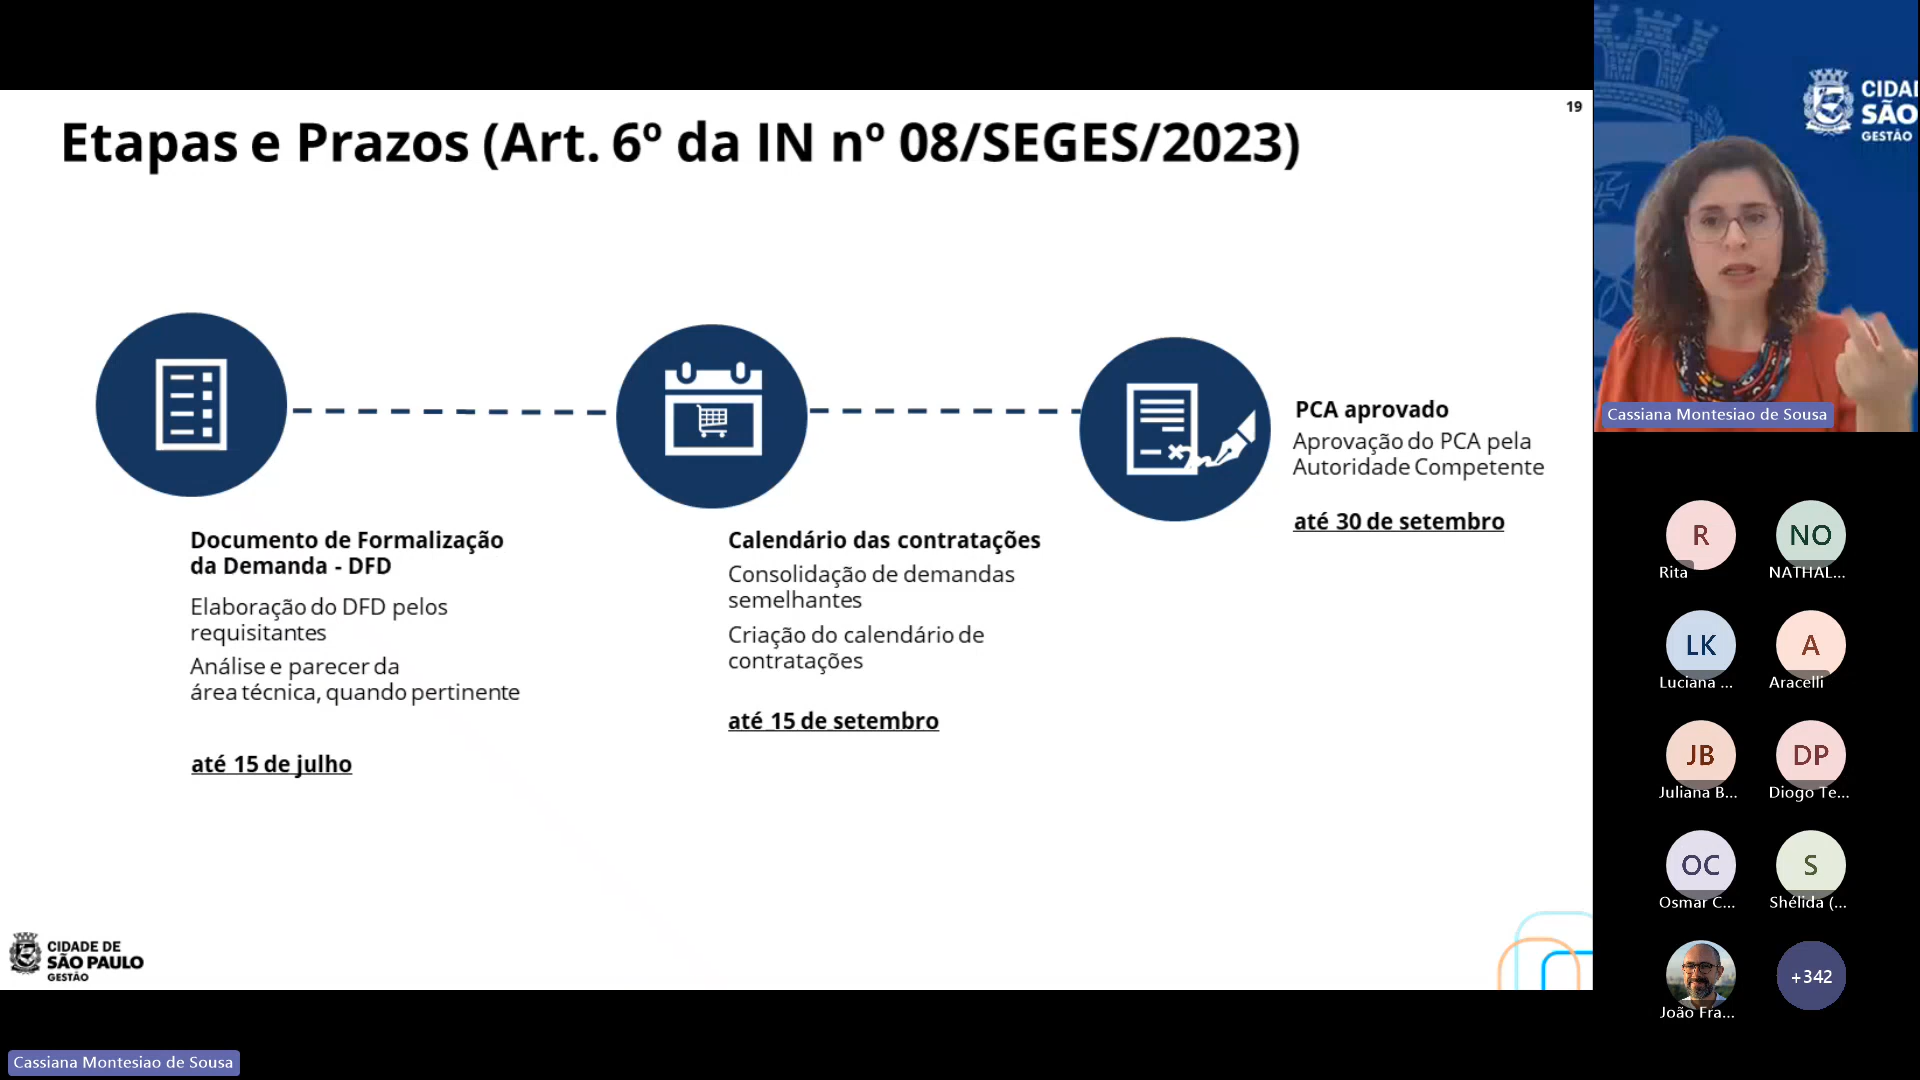 19
Etapas e Prazos (Art. 6º da IN nº 08/SEGES/2023)
Documento de Formalização
da Demanda - DFD
Elaboração do DFD pelos
requisitantes
Análise e parecer da
área técnica, quando pertinente
até 15 de julho
Calendário das contratações
Consolidação de demandas
semelhantes
Criação do calendário de
contratações
até 15 de setembro
PCA aprovado
Aprovação do PCA pela
Autoridade Competente
até 30 de setembro
CIDADE DE
SÃO PAULO
GESTÃO
Cassiana Montesiao de Sousa
CIDA
SÃO
GESTÃO
Cassiana Montesiao de Sousa
R
Rita
NO
NATHAL...
LK
Luciana ...
A
Aracelli
JB
Juliana B...
DP
Diogo Te...
OC
Osmar C...
S
Shélida (...
João Fra...
+342